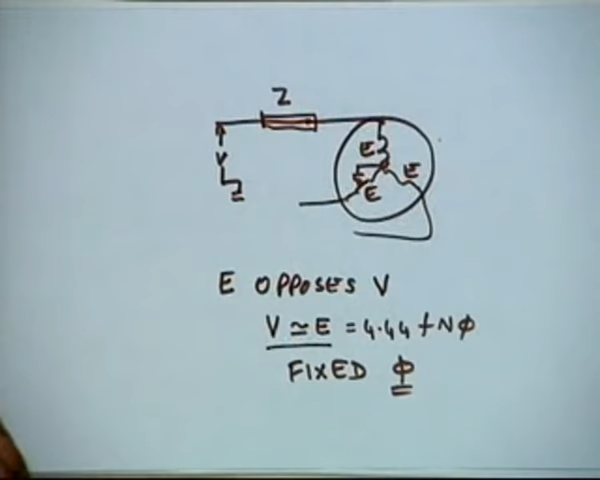 Z
E
E
V
E
E OPPOSES V
V ≃ E = 4.44 f N φ
FIXED φ